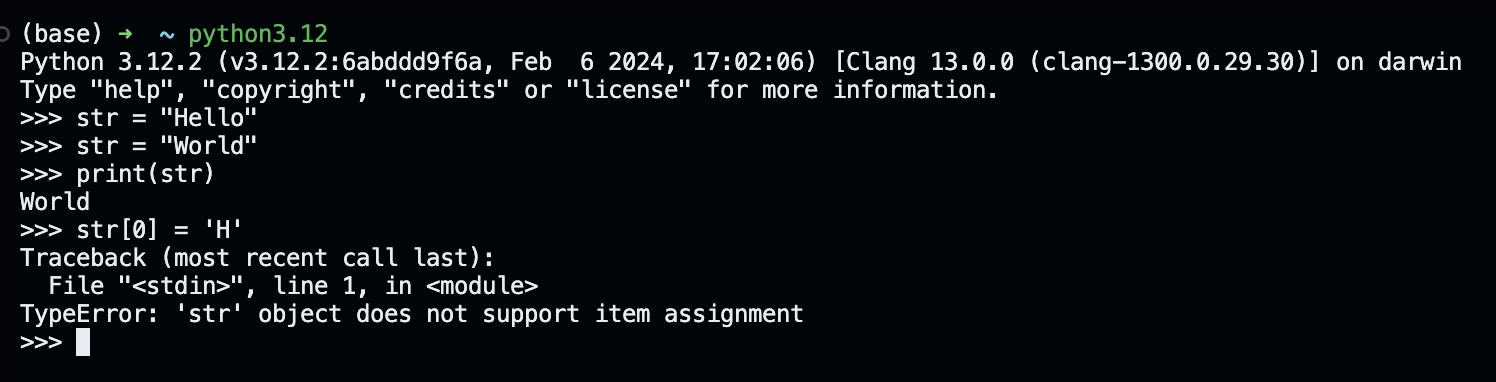 (base) ➜ ~ python3.12
Python 3.12.2 (v3.12.2:6abddd9f6a, Feb  6 2024, 17:02:06) [Clang 13.0.0 (clang-1300.0.29.30)] on darwin
Type "help", "copyright", "credits" or "license" for more information.
>>> str = "Hello"
>>> str = "World"
>>> print(str)
World
>>> str[0] = 'H'
Traceback (most recent call last):
  File "<stdin>", line 1, in <module>
TypeError: 'str' object does not support item assignment
>>>